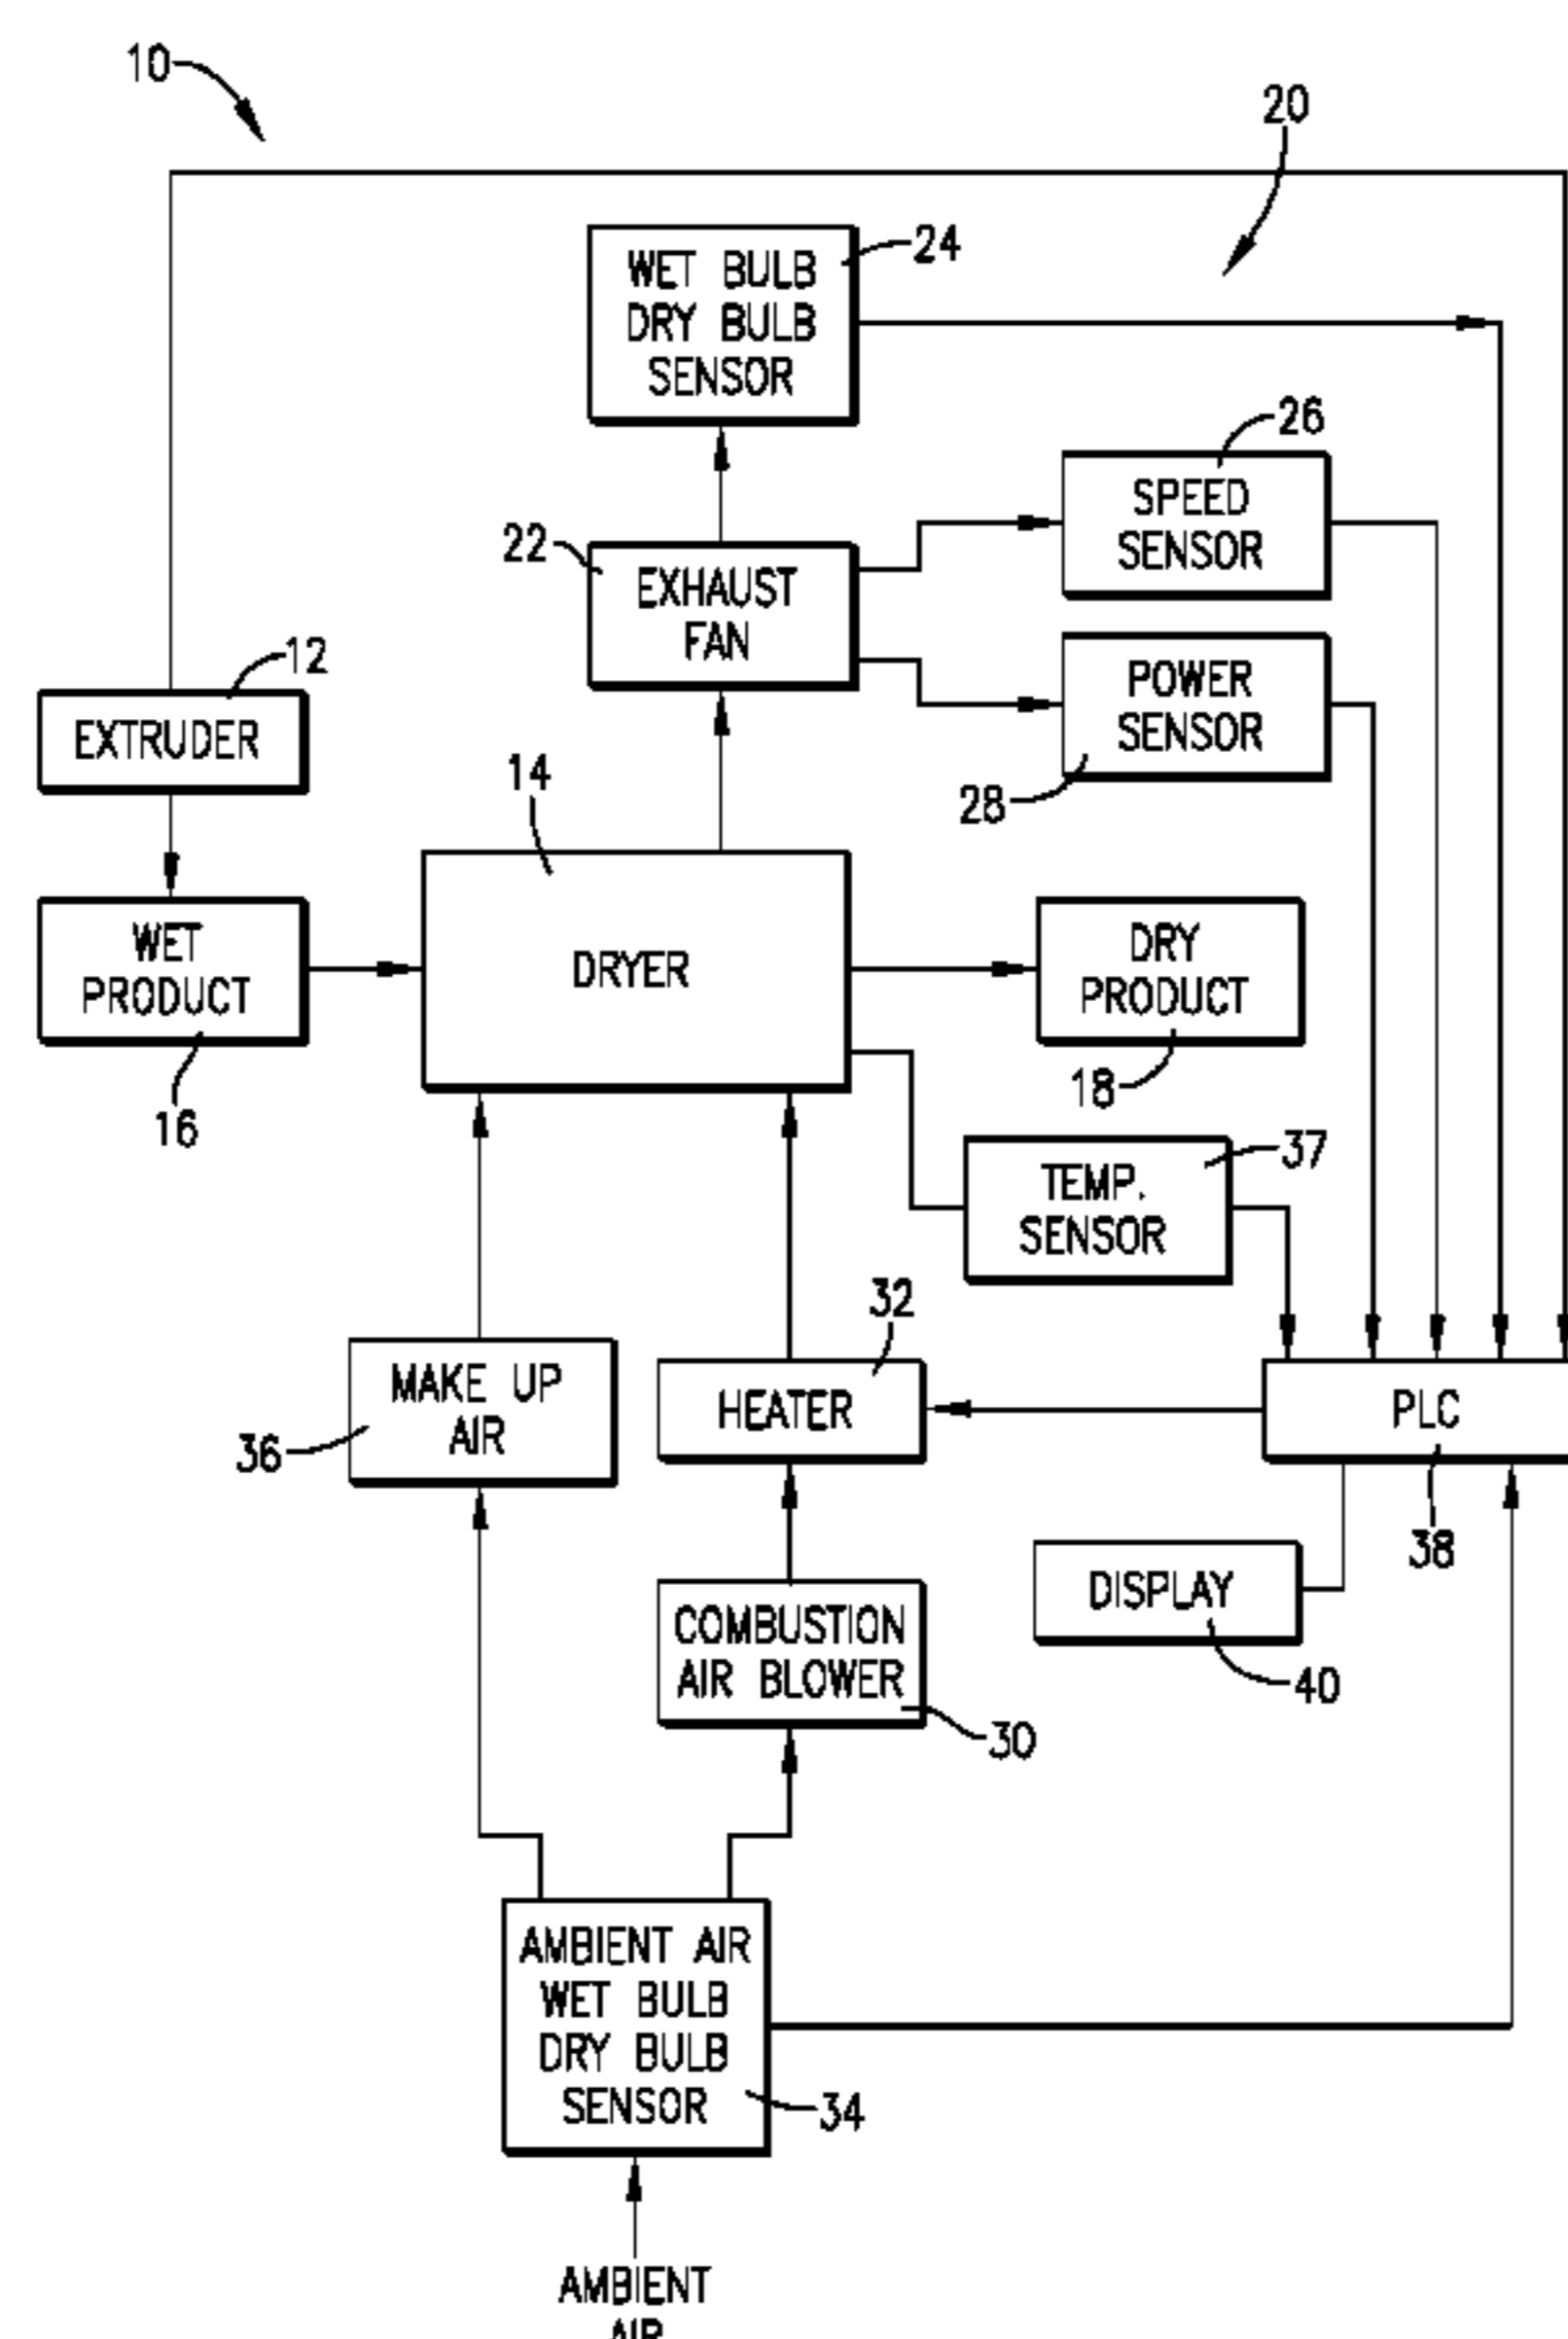 10
20
WET BULB
DRY BULB
SENSOR
24
26
SPEED
SENSOR
22
EXHAUST
FAN
12
EXTRUDER
POWER
SENSOR
28
14
WET
PRODUCT
16
DRYER
DRY
PRODUCT
18
37
TEMP.
SENSOR
32
MAKE UP
AIR
36
HEATER
PLC
38
DISPLAY
40
COMBUSTION
AIR BLOWER
30
AMBIENT AIR
WET BULB
DRY BULB
SENSOR
34
AMBIENT
AIR